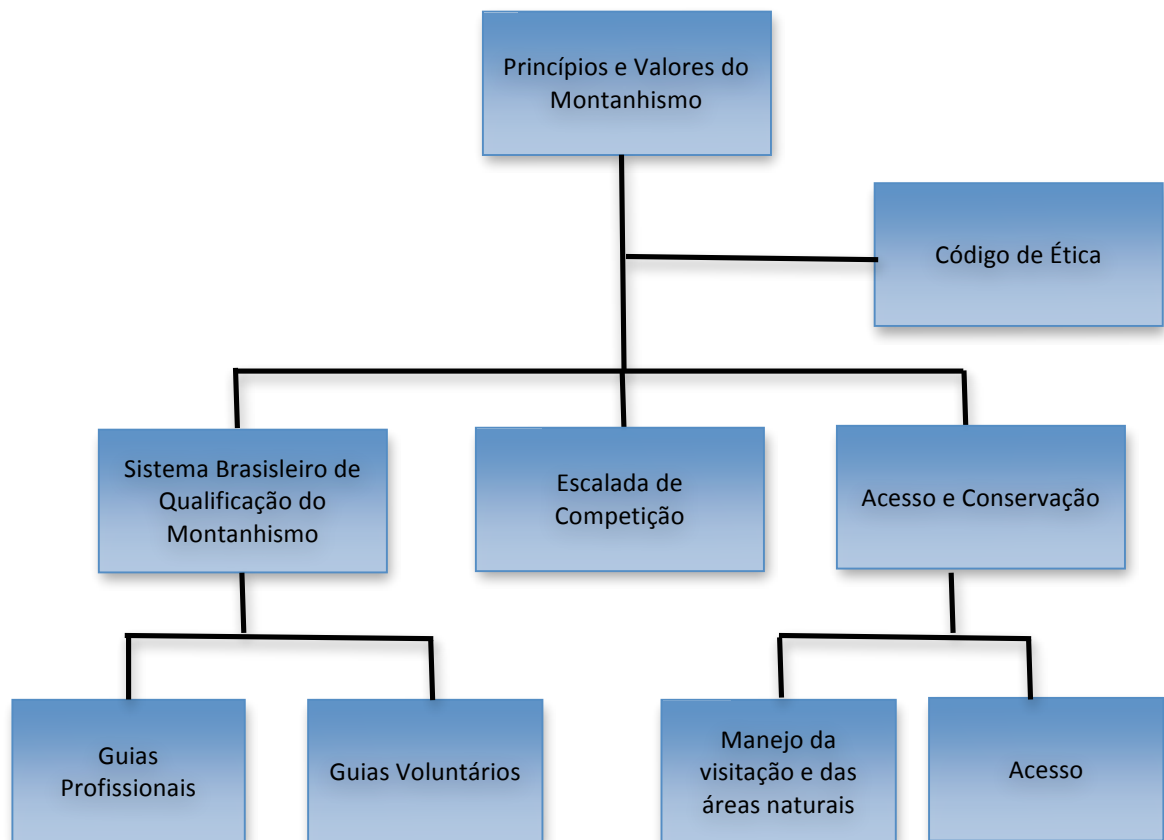 Princípios e Valores do
Montanhismo
Código de Ética
Sistema Brasisleiro de
Qualificação do
Montanhismo
Escalada de
Competição
Acesso e Conservação
Guias
Profissionais
Guias Voluntários
Manejo da
visitação e das
áreas naturais
Acesso